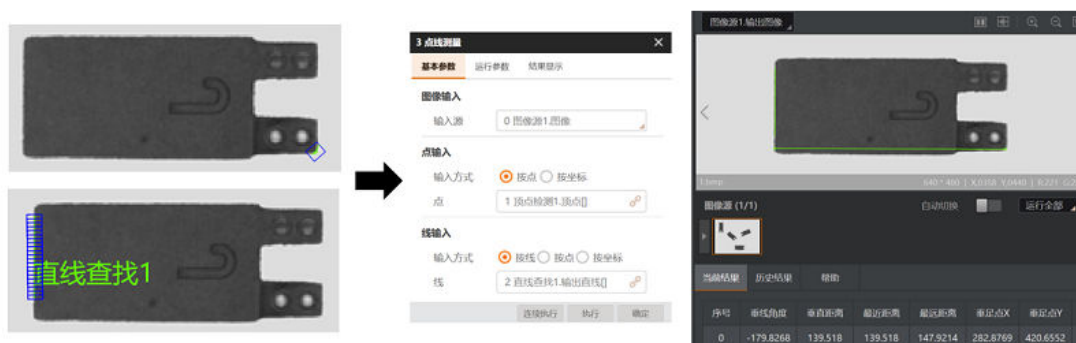 直线查找1
3 点线测量
基本参数 运行参数 结果显示
图像输入
输入源 0 图像源1.图像
点输入
输入方式 按点 按坐标
点 1 顶点检测1.顶点[]
线输入
输入方式 按线 按点 按坐标
线 2 直线查找1.输出直线[]
连续执行 执行 确定
图像源1.输出图像
1.bmp 640*480 | X:0358 Y:0440 | R:221 G:2
图像源 (1/1) 自动切换 运行全部
当前结果 历史结果 帮助
序号 垂线角度 垂直距离 最近距离 最远距离 垂足点X 垂足点Y
0 -179.8268 139.518 139.518 147.9214 282.8769 420.6552